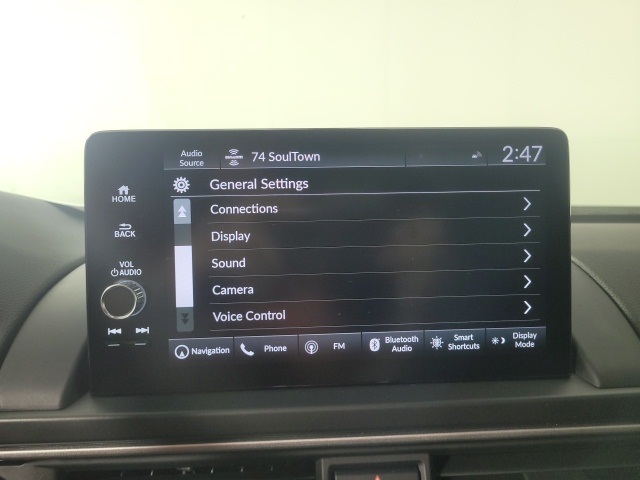 Audio
Source
74 SoulTown
2:47
HOME
BACK
VOL
AUDIO
General Settings
Connections
Display
Sound
Camera
Voice Control
Navigation
Phone
FM
Bluetooth
Audio
Smart
Shortcuts
Display
Mode